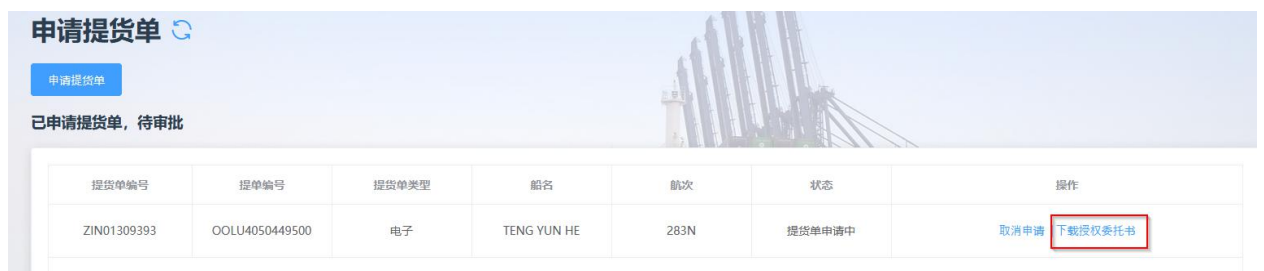 申请提货单
申请提货单
已申请提货单，待审批
提货单编号 提单编号 提货单类型 船名 航次 状态 操作
ZIN01309393 OOLU4050449500 电子 TENG YUN HE 283N 提货单申请中 取消申请 下载授权委托书